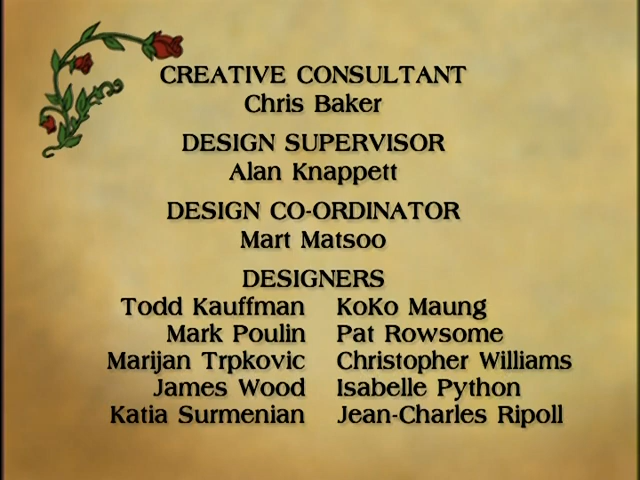 CREATIVE CONSULTANT
Chris Baker
DESIGN SUPERVISOR
Alan Knappett
DESIGN CO-ORDINATOR
Mart Matsoo
DESIGNERS
Todd Kauffman KoKo Maung
Mark Poulin Pat Rowsome
Marijan Trpkovic Christopher Williams
James Wood Isabelle Python
Katia Surmenian Jean-Charles Ripoll